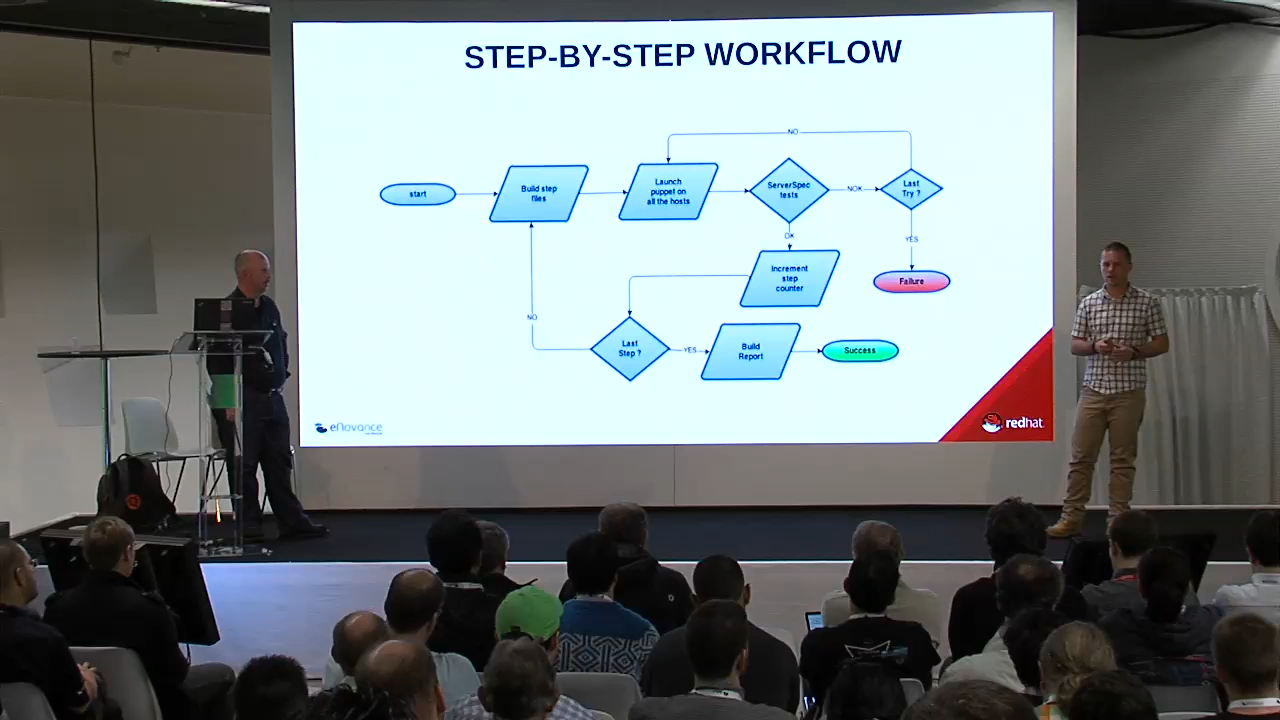 STEP-BY-STEP WORKFLOW
NO
start
Build step
files
Launch
puppet on
all the hosts
ServerSpec
tests
NOK
Last
Try ?
OK
YES
Increment
step
counter
Failure
NO
Last
Step ?
YES
Build
Report
Success
eNovance
redhat